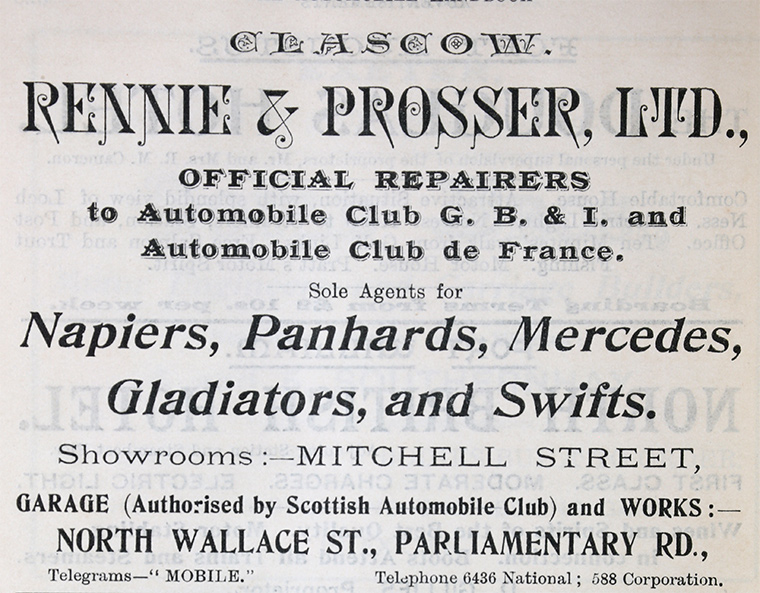 GLASGOW.
RENNIE & PROSSER, LTD.,
OFFICIAL REPAIRERS
to Automobile Club G. B. & I. and
Automobile Club de France.
Sole Agents for
Napiers, Panhards, Mercedes,
Gladiators, and Swifts.
Showrooms:—MITCHELL STREET,
GARAGE (Authorised by Scottish Automobile Club) and WORKS:—
NORTH WALLACE ST., PARLIAMENTARY RD.,
Telegrams—“ MOBILE.” Telephone 6436 National; 588 Corporation.